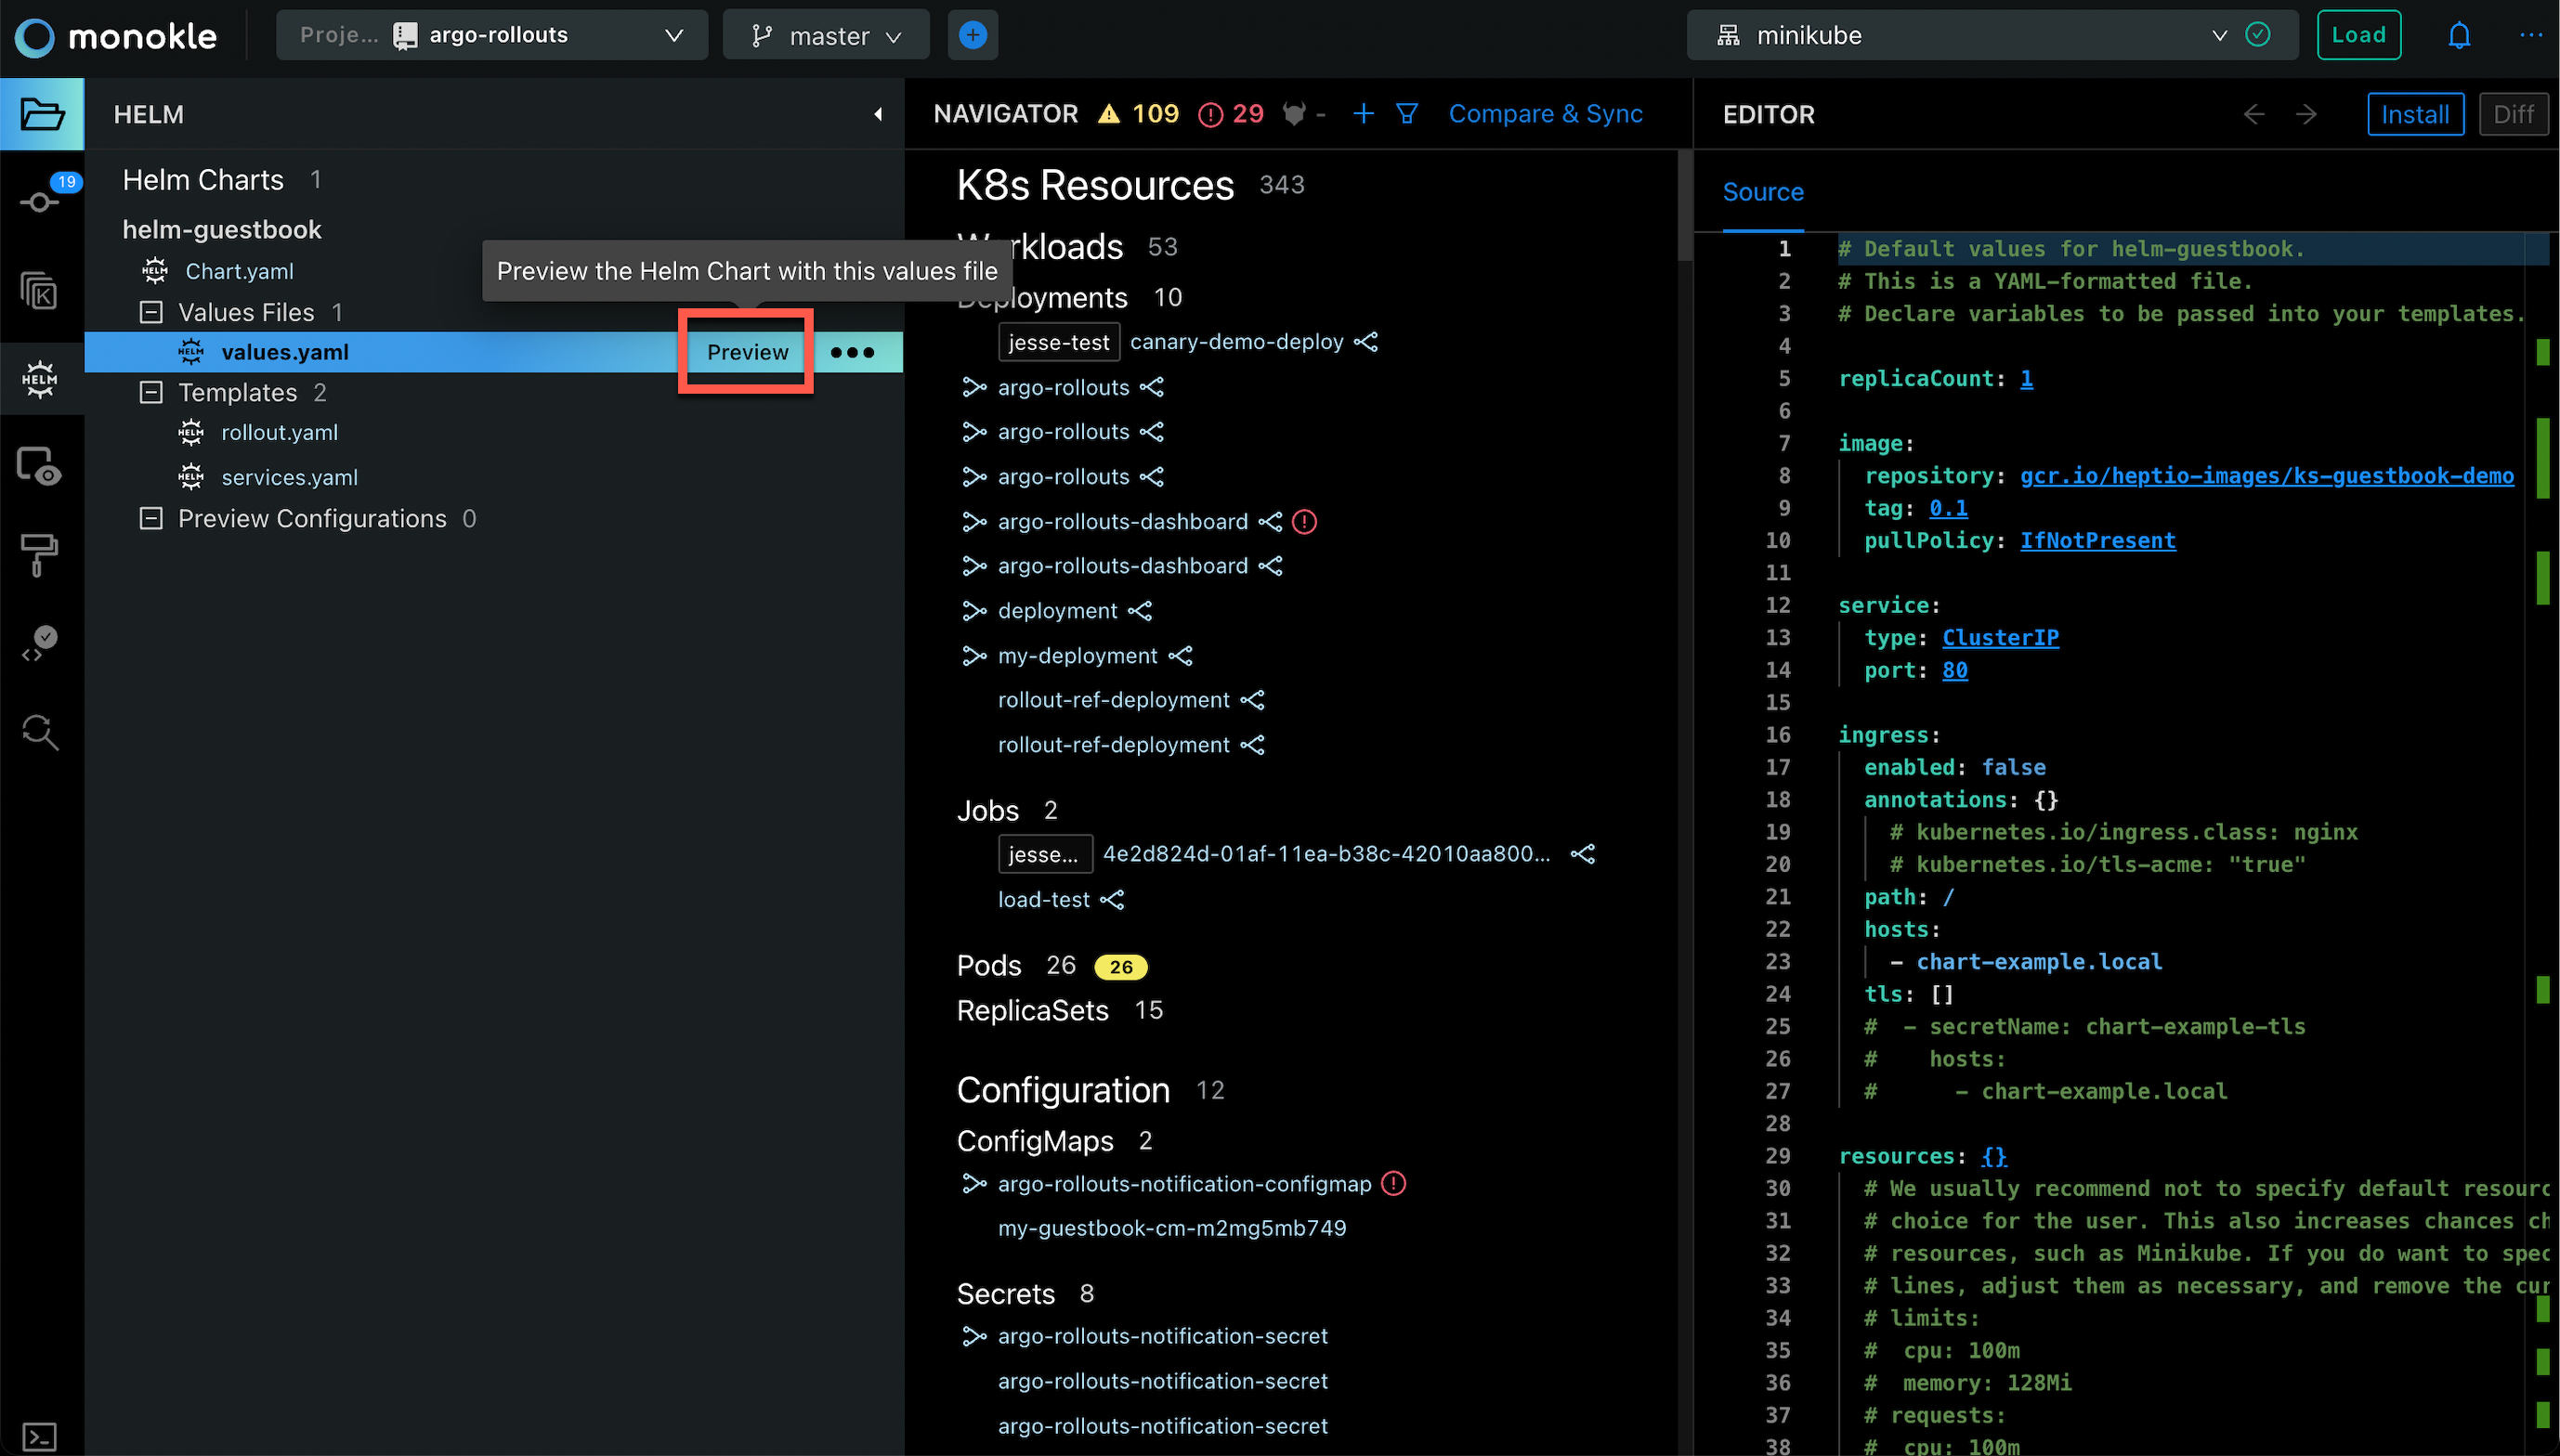 monokle
Proje... argo-rollouts
master
minikube
Load
19
HELM
HELM
Helm Charts 1
helm-guestbook
HELM Chart.yaml
Values Files 1
HELM values.yaml Preview
Preview the Helm Chart with this values file
Templates 2
HELM rollout.yaml
HELM services.yaml
Preview Configurations 0
NAVIGATOR 109 29 - Compare & Sync
K8s Resources 343
rkloads 53
Deployments 10
jesse-test canary-demo-deploy
argo-rollouts
argo-rollouts
argo-rollouts
argo-rollouts-dashboard
argo-rollouts-dashboard
deployment
my-deployment
rollout-ref-deployment
rollout-ref-deployment
Jobs 2
jesse... 4e2d824d-01af-11ea-b38c-42010aa800...
load-test
Pods 26 26
ReplicaSets 15
Configuration 12
ConfigMaps 2
argo-rollouts-notification-configmap
my-guestbook-cm-m2mg5mb749
Secrets 8
argo-rollouts-notification-secret
argo-rollouts-notification-secret
argo-rollouts-notification-secret
EDITOR
Install Diff
Source
1 # Default values for helm-guestbook.
2 # This is a YAML-formatted file.
3 # Declare variables to be passed into your templates.
4
5 replicaCount: 1
6
7 image:
8 repository: gcr.io/heptio-images/ks-guestbook-demo
9 tag: 0.1
10 pullPolicy: IfNotPresent
11
12 service:
13 type: ClusterIP
14 port: 80
15
16 ingress:
17 enabled: false
18 annotations: {}
19 # kubernetes.io/ingress.class: nginx
20 # kubernetes.io/tls-acme: "true"
21 path: /
22 hosts:
23 - chart-example.local
24 tls: []
25 # - secretName: chart-example-tls
26 # hosts:
27 # - chart-example.local
28
29 resources: {}
30 # We usually recommend not to specify default resourc
31 # choice for the user. This also increases chances ch
32 # resources, such as Minikube. If you do want to spec
33 # lines, adjust them as necessary, and remove the cur
34 # limits:
35 # cpu: 100m
36 # memory: 128Mi
37 # requests:
38 # cpu: 100m